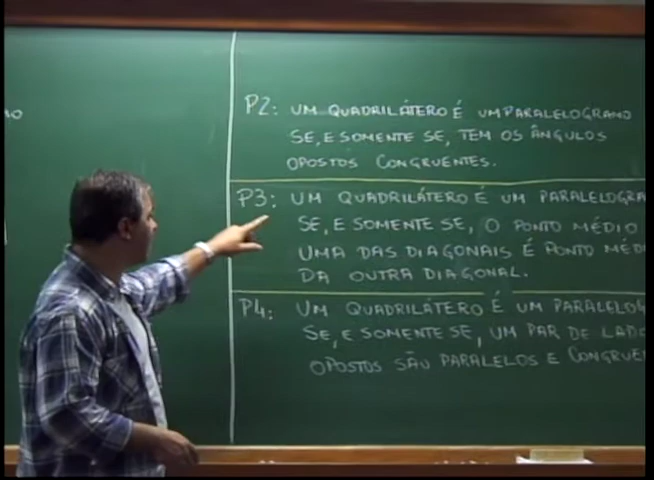 P2: UM QUADRILÁTERO É UM PARALELOGRAMO
SE, E SOMENTE SE, TEM OS ÂNGULOS
OPOSTOS CONGRUENTES.
P3: UM QUADRILÁTERO É UM PARALELOGRA
SE, E SOMENTE SE, O PONTO MÉDIO
UMA DAS DIAGONAIS É PONTO MÉD
DA OUTRA DIAGONAL.
P4: UM QUADRILÁTERO É UM PARALELOG
SE, E SOMENTE SE, UM PAR DE LADO
OPOSTOS SÃO PARALELOS E CONGRUE